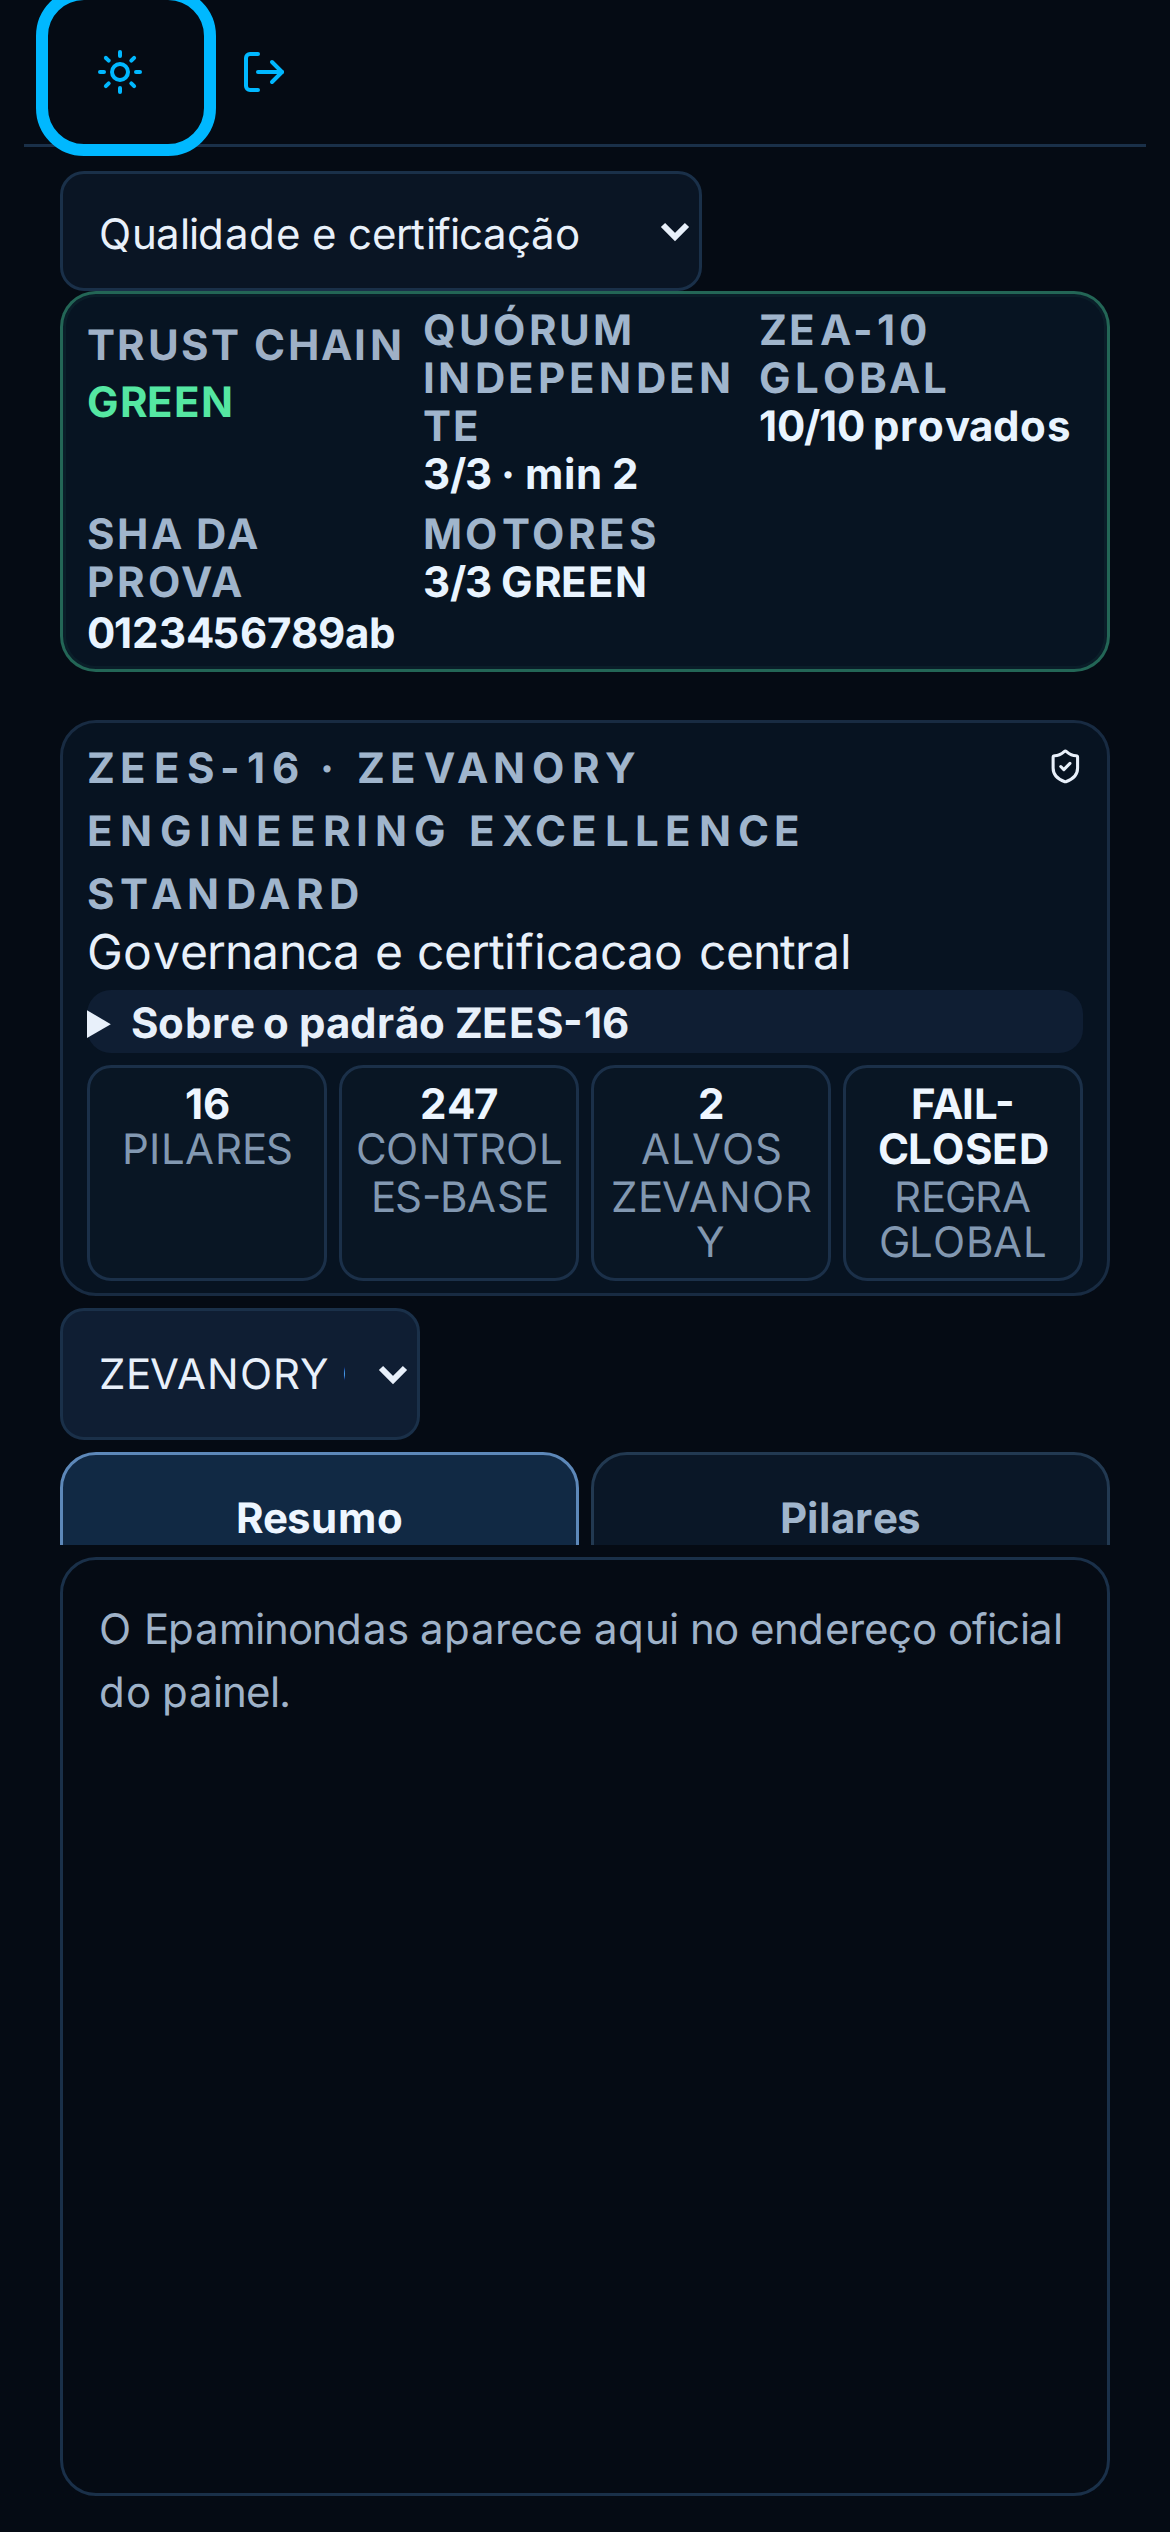 Qualidade e certificação
TRUST CHAIN
GREEN
QUÓRUM
INDEPENDEN
TE
3/3 · min 2
ZEA-10
GLOBAL
10/10 provados
SHA DA
PROVA
0123456789ab
MOTORES
3/3 GREEN
ZEES-16 · ZEVANORY
ENGINEERING EXCELLENCE
STANDARD
Governanca e certificacao central
Sobre o padrão ZEES-16
16
PILARES
247
CONTROL
ES-BASE
2
ALVOS
ZEVANOR
Y
FAIL-
CLOSED
REGRA
GLOBAL
ZEVANORY
Resumo
Pilares
O Epaminondas aparece aqui no endereço oficial
do painel.